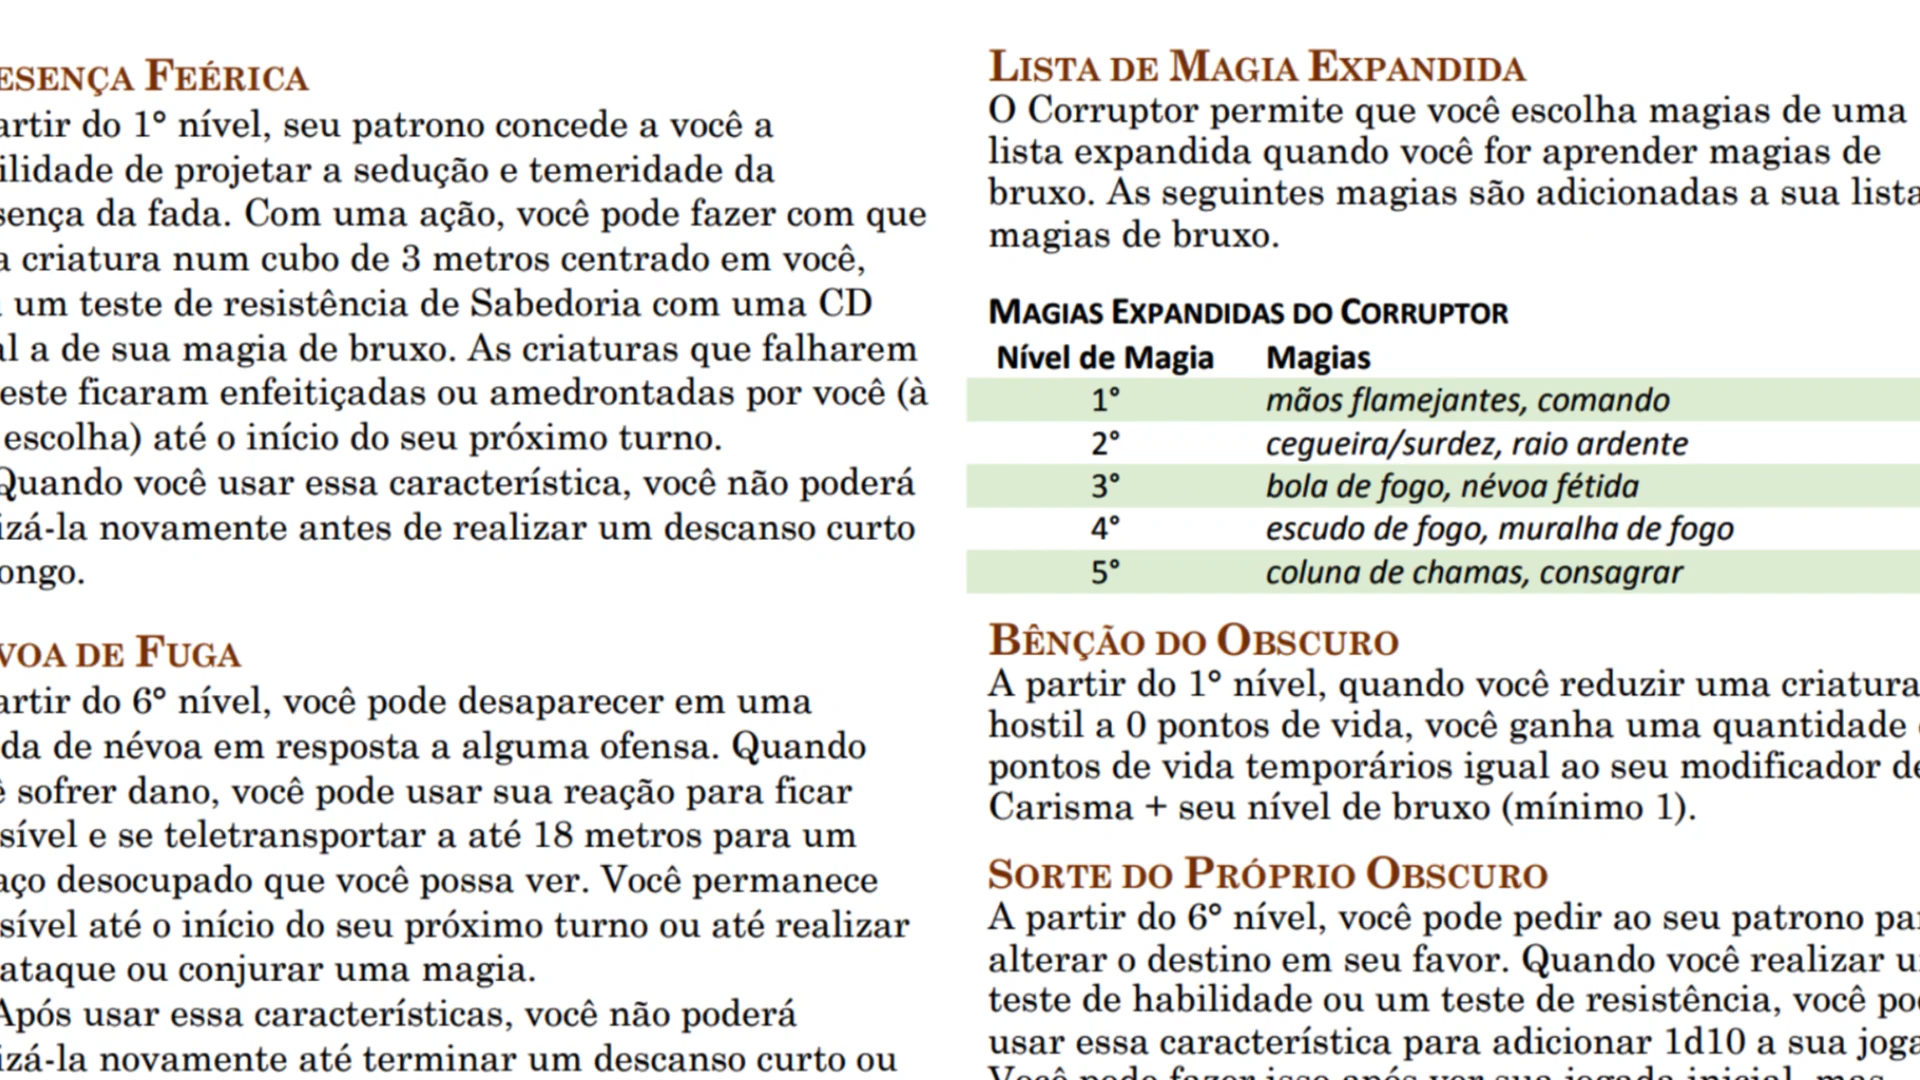 ESENÇA FEÉRICA
artir do 1° nível, seu patrono concede a você a
ilidade de projetar a sedução e temeridade da
sença da fada. Com uma ação, você pode fazer com que
a criatura num cubo de 3 metros centrado em você,
um teste de resistência de Sabedoria com uma CD
al a de sua magia de bruxo. As criaturas que falharem
este ficaram enfeitiçadas ou amedrontadas por você (à
escolha) até o início do seu próximo turno.
Quando você usar essa característica, você não poderá
izá-la novamente antes de realizar um descanso curto
ongo.
VOA DE FUGA
artir do 6° nível, você pode desaparecer em uma
da de névoa em resposta a alguma ofensa. Quando
ê sofrer dano, você pode usar sua reação para ficar
sível e se teletransportar a até 18 metros para um
aço desocupado que você possa ver. Você permanece
sível até o início do seu próximo turno ou até realizar
ataque ou conjurar uma magia.
Após usar essa características, você não poderá
izá-la novamente até terminar um descanso curto ou
LISTA DE MAGIA EXPANDIDA
O Corruptor permite que você escolha magias de uma
lista expandida quando você for aprender magias de
bruxo. As seguintes magias são adicionadas a sua lista
magias de bruxo.
MAGIAS EXPANDIDAS DO CORRUPTOR
Nível de Magia Magias
1° mãos flamejantes, comando
2° cegueira/surdez, raio ardente
3° bola de fogo, névoa fétida
4° escudo de fogo, muralha de fogo
5° coluna de chamas, consagrar
BÊNÇÃO DO OBSCURO
A partir do 1° nível, quando você reduzir uma criatura
hostil a 0 pontos de vida, você ganha uma quantidade
pontos de vida temporários igual ao seu modificador de
Carisma + seu nível de bruxo (mínimo 1).
SORTE DO PRÓPRIO OBSCURO
A partir do 6° nível, você pode pedir ao seu patrono par
alterar o destino em seu favor. Quando você realizar u
teste de habilidade ou um teste de resistência, você po
usar essa característica para adicionar 1d10 a sua joga
Você pode fazer isso após ver sua jogada inicial, mas